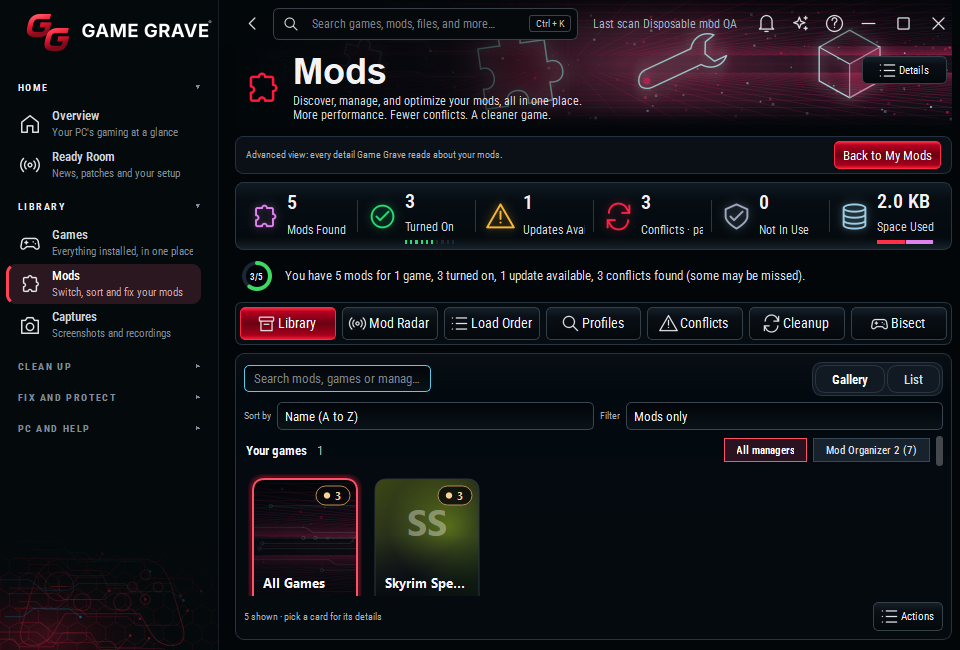 GAME GRAVE
Search games, mods, files, and more...
Ctrl + K
Last scan Disposable mod QA
Details
Mods
Discover, manage, and optimize your mods, all in one place.
More performance. Fewer conflicts. A cleaner game.
HOME
Overview
Your PC's gaming at a glance
Ready Room
News, patches and your setup
LIBRARY
Games
Everything installed, in one place
Mods
Switch, sort and fix your mods
Captures
Screenshots and recordings
CLEAN UP
FIX AND PROTECT
PC AND HELP
Advanced view: every detail Game Grave reads about your mods.
Back to My Mods
5
Mods Found
3
Turned On
1
Updates Avai
3
Conflicts · pa
0
Not In Use
2.0 KB
Space Used
3/5
You have 5 mods for 1 game, 3 turned on, 1 update available, 3 conflicts found (some may be missed).
Library
Mod Radar
Load Order
Profiles
Conflicts
Cleanup
Bisect
Search mods, games or manag...
Gallery
List
Sort by
Name (A to Z)
Filter
Mods only
Your games 1
All managers
Mod Organizer 2 (7)
3
All Games
3
SS
Skyrim Spe...
5 shown · pick a card for its details
Actions